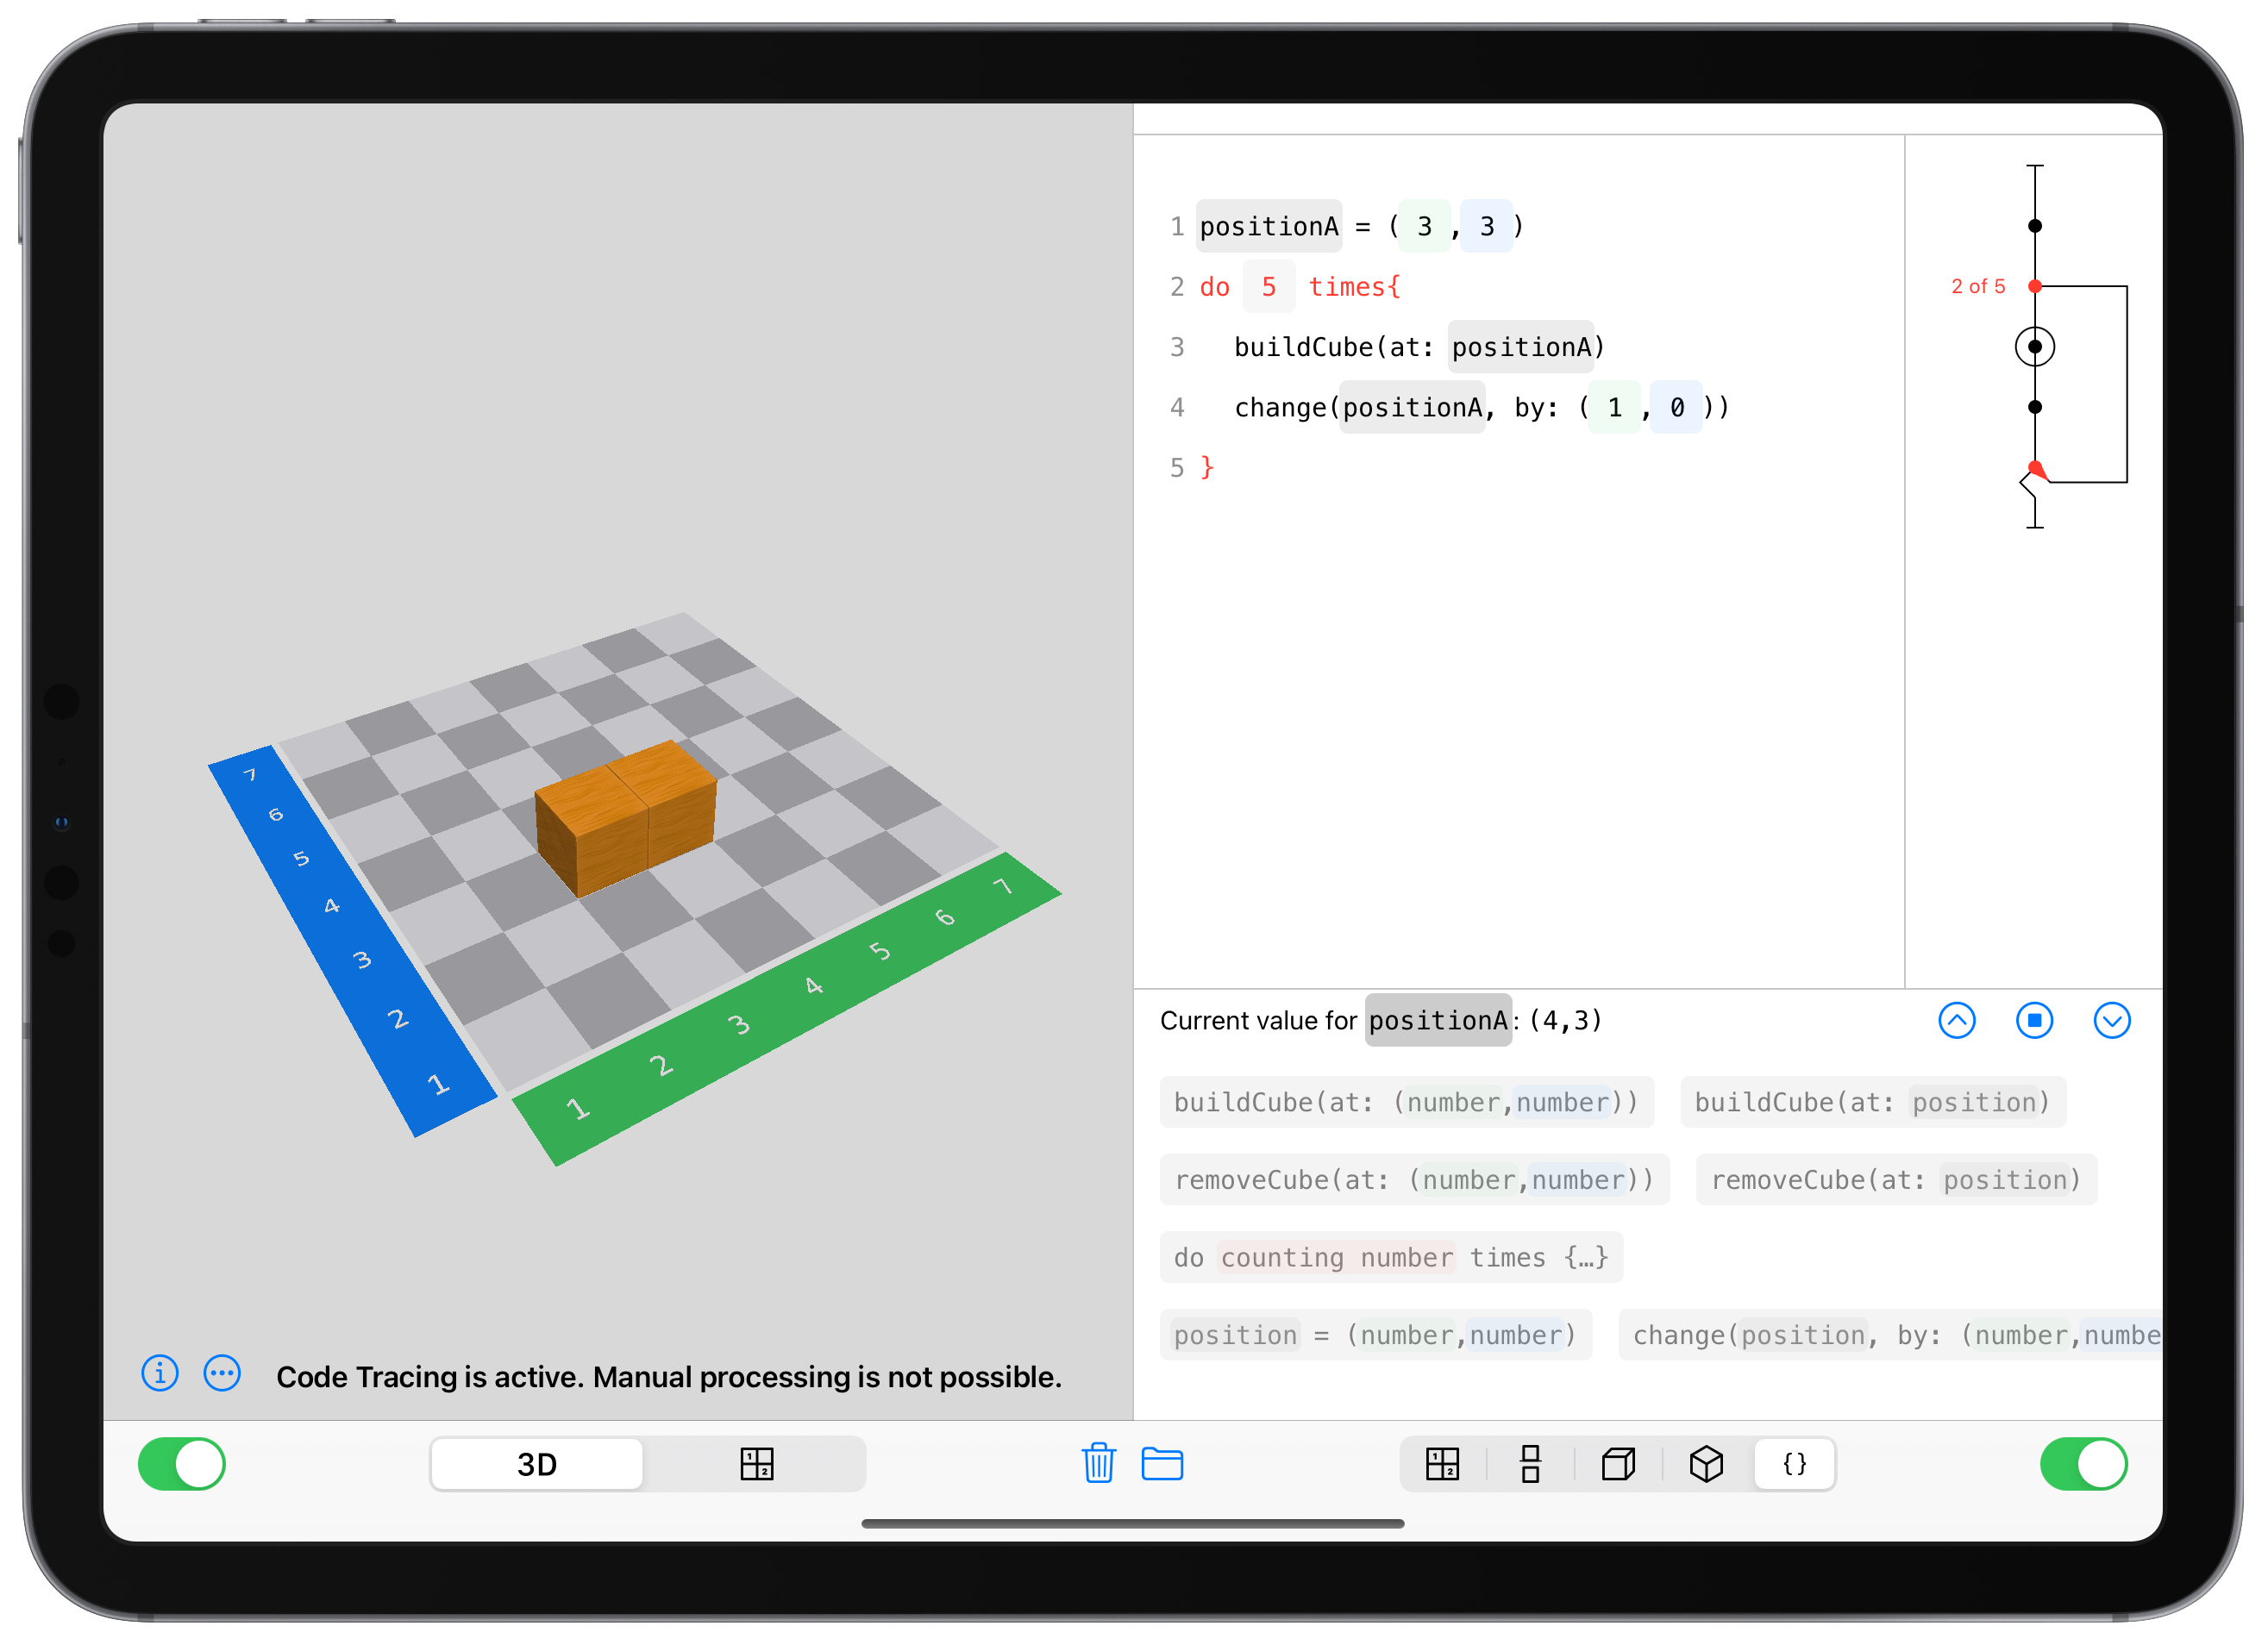 1 positionA = ( 3 , 3 )
2 do 5 times{
3 buildCube(at: positionA)
4 change(positionA, by: ( 1 , 0 ))
5 }
2 of 5
7
6
5
4
3
2
1
1
2
3
4
5
6
7
Current value for positionA: (4,3)
buildCube(at: (number,number)) buildCube(at: position)
removeCube(at: (number,number)) removeCube(at: position)
do counting number times {…}
position = (number,number) change(position, by: (number,numbe
Code Tracing is active. Manual processing is not possible.
3D 1 2 1 2 {}